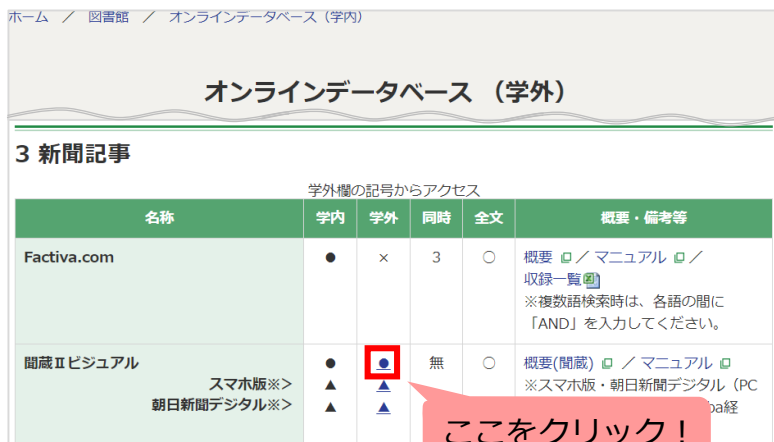 ホーム ／ 図書館 ／ オンラインデータベース（学内）
オンラインデータベース （学外）
3 新聞記事
学外欄の記号からアクセス
名称 学内 学外 同時 全文 概要・備考等
Factiva.com ● × 3 ○ 概要 ／ マニュアル ／
収録一覧
※複数語検索時は、各語の間に
「AND」を入力してください。
聞蔵Ⅱビジュアル ● ● 無 ○ 概要(聞蔵) ／ マニュアル
スマホ版※> ▲ ▲ ※スマホ版・朝日新聞デジタル（PC
朝日新聞デジタル※> ▲ ▲ ba経
ここをクリック！